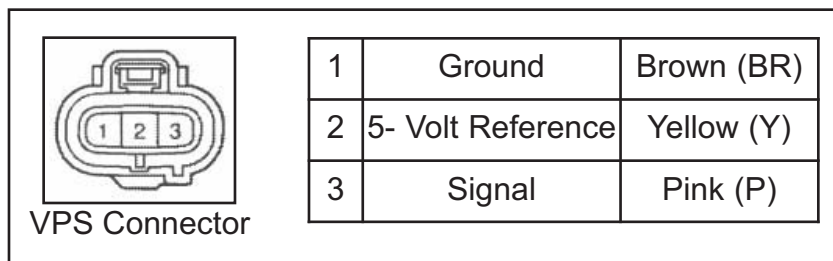 1 2 3
VPS Connector
1 Ground Brown (BR)
2 5- Volt Reference Yellow (Y)
3 Signal Pink (P)